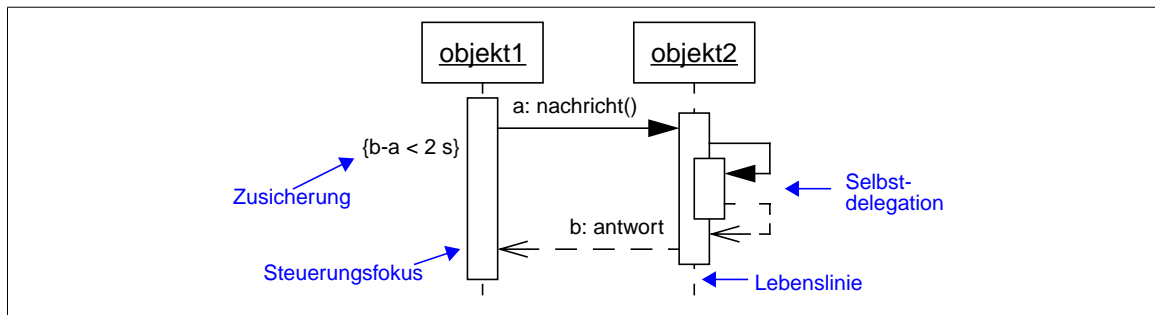 objekt1
objekt2
a: nachricht()
{b-a < 2 s}
Zusicherung
Selbst-
delegation
b: antwort
Steuerungsfokus
Lebenslinie